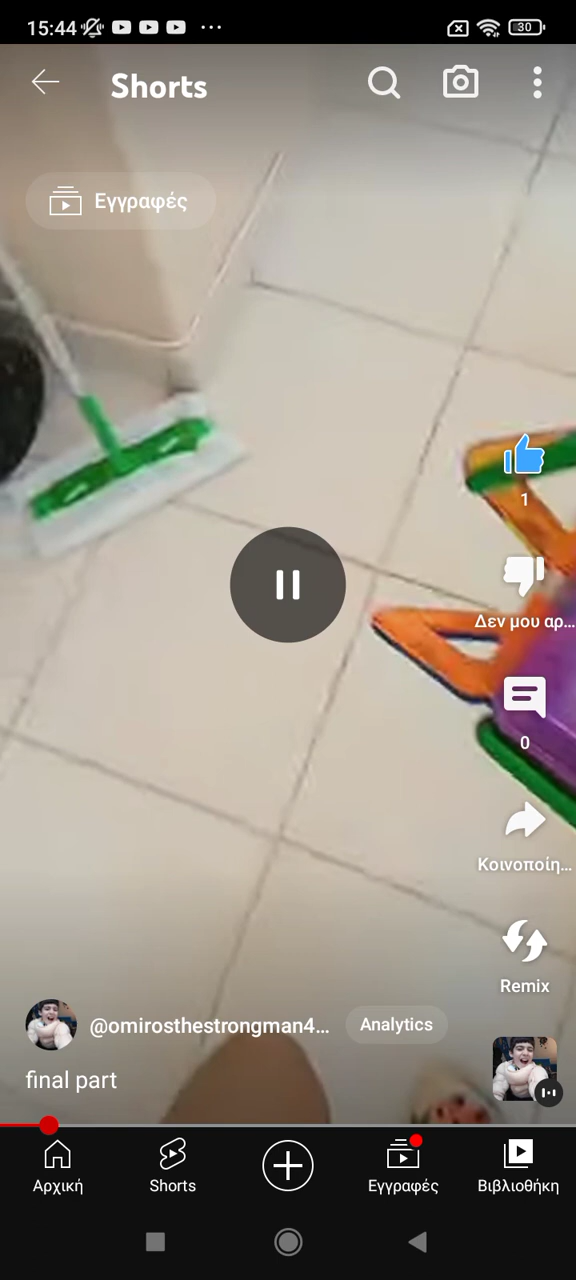 15:44
30
Shorts
Εγγραφές
1
Δεν μου αρ...
0
Κοινοποίη...
Remix
@omirosthestrongman4...
Analytics
final part
Αρχική
Shorts
Εγγραφές
Βιβλιοθήκη